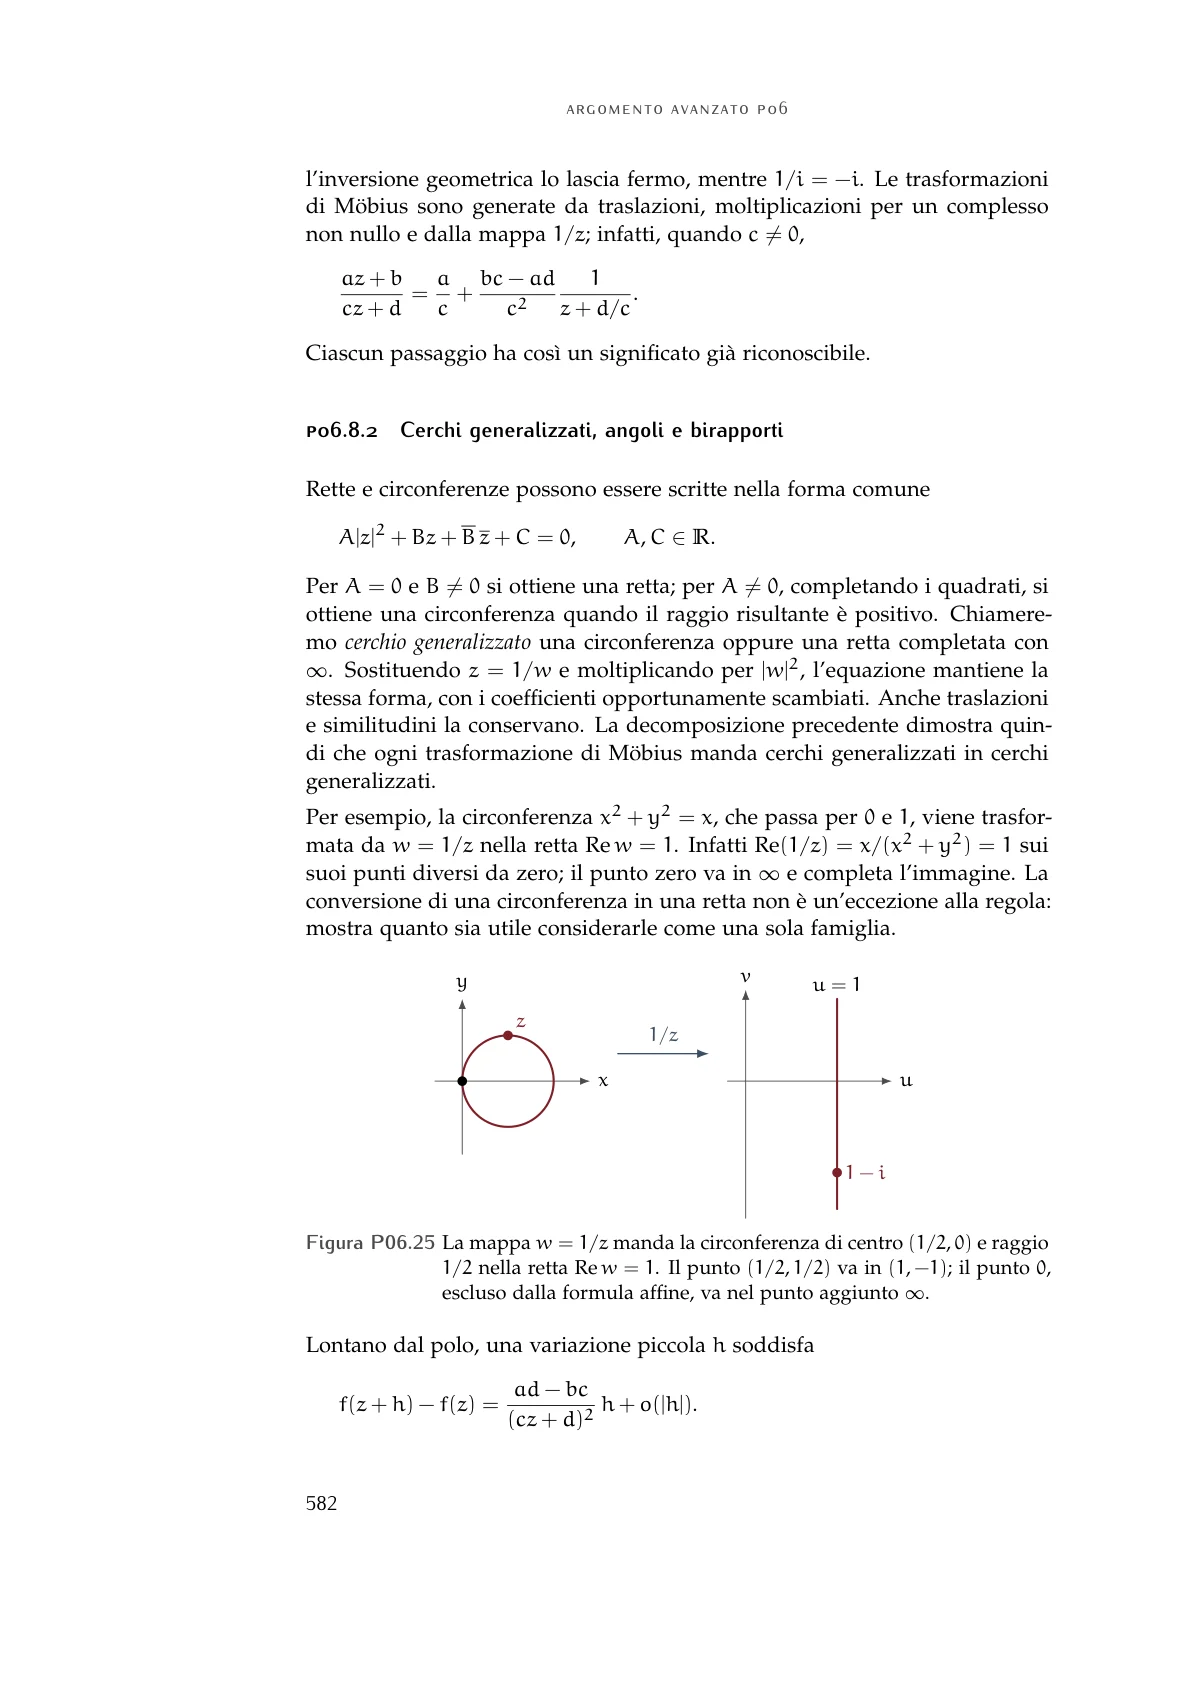 ARGOMENTO AVANZATO P06
l'inversione geometrica lo lascia fermo, mentre 1/i = −i. Le trasformazioni
di Möbius sono generate da traslazioni, moltiplicazioni per un complesso
non nullo e dalla mappa 1/z; infatti, quando c ≠ 0,
(az + b)/(cz + d) = a/c + (bc − ad)/c² 1/(z + d/c).
Ciascun passaggio ha così un significato già riconoscibile.
P06.8.2 Cerchi generalizzati, angoli e birapporti
Rette e circonferenze possono essere scritte nella forma comune
A|z|² + Bz + B̅ z̅ + C = 0, A, C ∈ ℝ.
Per A = 0 e B ≠ 0 si ottiene una retta; per A ≠ 0, completando i quadrati, si
ottiene una circonferenza quando il raggio risultante è positivo. Chiamere-
mo cerchio generalizzato una circonferenza oppure una retta completata con
∞. Sostituendo z = 1/w e moltiplicando per |w|², l'equazione mantiene la
stessa forma, con i coefficienti opportunamente scambiati. Anche traslazioni
e similitudini la conservano. La decomposizione precedente dimostra quin-
di che ogni trasformazione di Möbius manda cerchi generalizzati in cerchi
generalizzati.
Per esempio, la circonferenza x² + y² = x, che passa per 0 e 1, viene trasfor-
mata da w = 1/z nella retta Re w = 1. Infatti Re(1/z) = x/(x² + y²) = 1 sui
suoi punti diversi da zero; il punto zero va in ∞ e completa l'immagine. La
conversione di una circonferenza in una retta non è un'eccezione alla regola:
mostra quanto sia utile considerarle come una sola famiglia.
y
z
x
1/z
v
u = 1
u
1 − i
Figura P06.25 La mappa w = 1/z manda la circonferenza di centro (1/2, 0) e raggio
1/2 nella retta Re w = 1. Il punto (1/2, 1/2) va in (1, −1); il punto 0,
escluso dalla formula affine, va nel punto aggiunto ∞.
Lontano dal polo, una variazione piccola h soddisfa
f(z + h) − f(z) = (ad − bc)/(cz + d)² h + o(|h|).
582